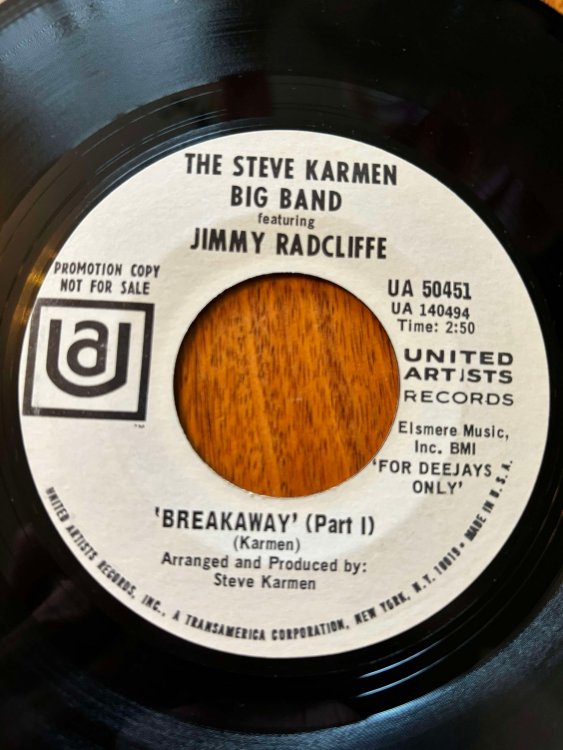 THE STEVE KARMEN
BIG BAND
featuring
JIMMY RADCLIFFE
PROMOTION COPY
NOT FOR SALE
ua
™
UA 50451
UA 140494
Time: 2:50
UNITED
ARTISTS
RECORDS
Elsmere Music,
Inc. BMI
'FOR DEEJAYS
ONLY'
'BREAKAWAY' (Part I)
(Karmen)
Arranged and Produced by:
Steve Karmen
UNITED ARTISTS RECORDS, INC., A TRANSAMERICA CORPORATION, NEW YORK, N.Y. 10019 • MADE IN U.S.A.